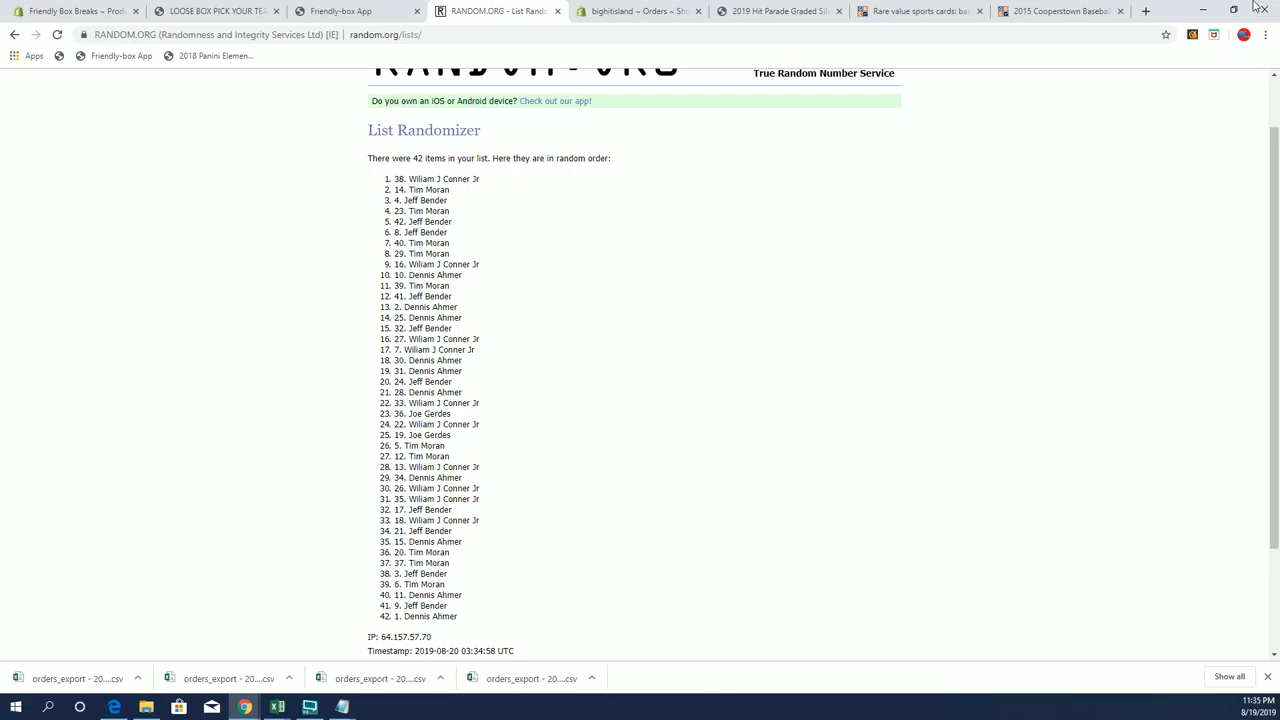 Friendly Box Breaks ~ Produ
LOOSE BOX PICK YOUR TEA
Friendly-box App
RANDOM.ORG - List Rando
bighitisland ~ Orders ~ Sh
2019 Hit Parade Graded Sil
Rare value sports cards: bas
2015 Cooperstown Baseball
RANDOM.ORG (Randomness and Integrity Services Ltd) [IE] | random.org/lists/
Apps
Friendly-box App
2018 Panini Elemen...
RANDOM.ORG
True Random Number Service
Do you own an iOS or Android device? Check out our app!
List Randomizer
There were 42 items in your list. Here they are in random order:
1. 38. Wiliam J Conner Jr
2. 14. Tim Moran
3. 4. Jeff Bender
4. 23. Tim Moran
5. 42. Jeff Bender
6. 8. Jeff Bender
7. 40. Tim Moran
8. 29. Tim Moran
9. 16. Wiliam J Conner Jr
10. 10. Dennis Ahmer
11. 39. Tim Moran
12. 41. Jeff Bender
13. 2. Dennis Ahmer
14. 25. Dennis Ahmer
15. 32. Jeff Bender
16. 27. Wiliam J Conner Jr
17. 7. Wiliam J Conner Jr
18. 30. Dennis Ahmer
19. 31. Dennis Ahmer
20. 24. Jeff Bender
21. 28. Dennis Ahmer
22. 33. Wiliam J Conner Jr
23. 36. Joe Gerdes
24. 22. Wiliam J Conner Jr
25. 19. Joe Gerdes
26. 5. Tim Moran
27. 12. Tim Moran
28. 13. Wiliam J Conner Jr
29. 34. Dennis Ahmer
30. 26. Wiliam J Conner Jr
31. 35. Wiliam J Conner Jr
32. 17. Jeff Bender
33. 18. Wiliam J Conner Jr
34. 21. Jeff Bender
35. 15. Dennis Ahmer
36. 20. Tim Moran
37. 37. Tim Moran
38. 3. Jeff Bender
39. 6. Tim Moran
40. 11. Dennis Ahmer
41. 9. Jeff Bender
42. 1. Dennis Ahmer
IP: 64.157.57.70
Timestamp: 2019-08-20 03:34:58 UTC
orders_export - 20....csv
orders_export - 20....csv
orders_export - 20....csv
orders_export - 20....csv
Show all
11:35 PM
8/19/2019